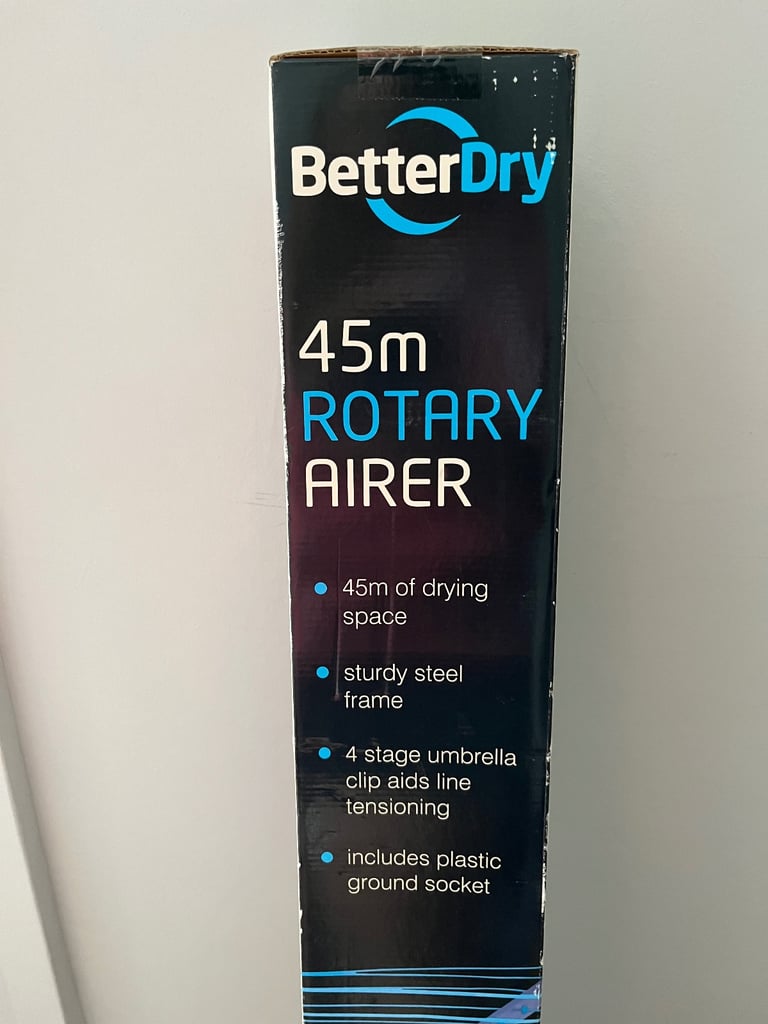 BetterDry
45m
ROTARY
AIRER
45m of drying
space
sturdy steel
frame
4 stage umbrella
clip aids line
tensioning
includes plastic
ground socket